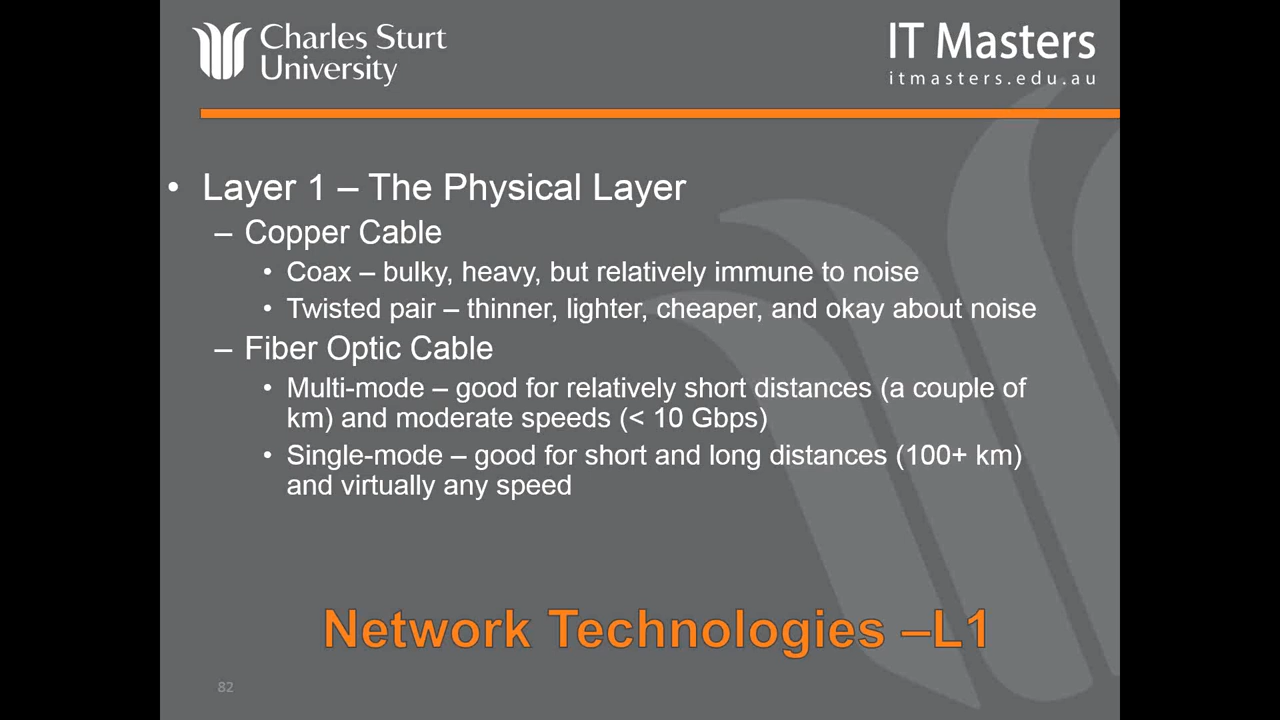 Charles Sturt
University
IT Masters
itmasters.edu.au
• Layer 1 – The Physical Layer
– Copper Cable
• Coax – bulky, heavy, but relatively immune to noise
• Twisted pair – thinner, lighter, cheaper, and okay about noise
– Fiber Optic Cable
• Multi-mode – good for relatively short distances (a couple of
km) and moderate speeds (< 10 Gbps)
• Single-mode – good for short and long distances (100+ km)
and virtually any speed
Network Technologies –L1
82